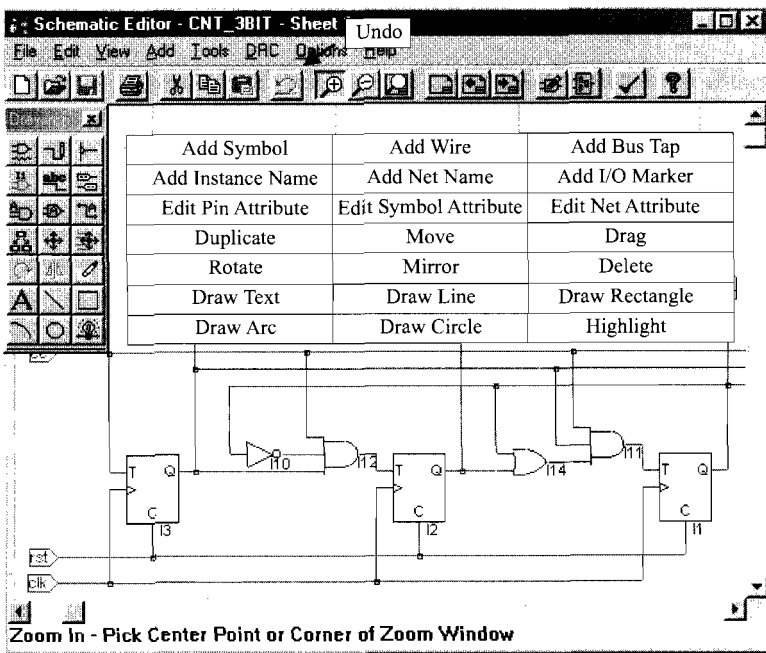 Schematic Editor - CNT_3BIT - Sheet
Undo
File Edit View Add Tools DRC Options Help
Add Symbol Add Wire Add Bus Tap
Add Instance Name Add Net Name Add I/O Marker
Edit Pin Attribute Edit Symbol Attribute Edit Net Attribute
Duplicate Move Drag
Rotate Mirror Delete
Draw Text Draw Line Draw Rectangle
Draw Arc Draw Circle Highlight
abc
A
T Q C I3
I10
I12
T Q C I2
I14
I11
T Q C I1
rst
clk
Zoom In - Pick Center Point or Corner of Zoom Window